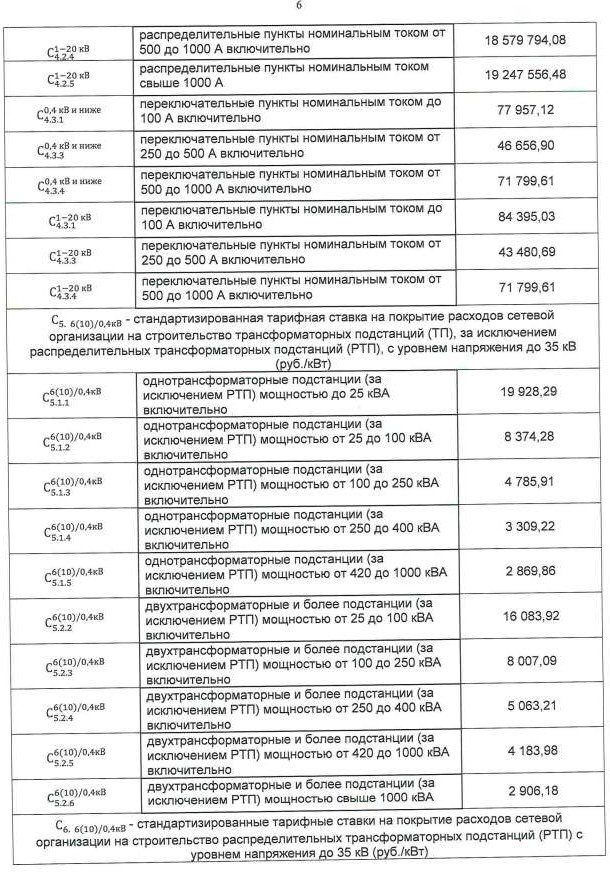 6
C 1−20 кВ 4.2.4 распределительные пункты номинальным током от 18 579 794,08
500 до 1000 А включительно
C 1−20 кВ 4.2.5 распределительные пункты номинальным током 19 247 556,48
свыше 1000 А
C 0,4 кВ и ниже 4.3.1 переключательные пункты номинальным током до 77 957,12
100 А включительно
C 0,4 кВ и ниже 4.3.3 переключательные пункты номинальным током от 46 656,90
250 до 500 А включительно
C 0,4 кВ и ниже 4.3.4 переключательные пункты номинальным током от 71 799,61
500 до 1000 А включительно
C 1−20 кВ 4.3.1 переключательные пункты номинальным током до 84 395,03
100 А включительно
C 1−20 кВ 4.3.3 переключательные пункты номинальным током от 43 480,69
250 до 500 А включительно
C 1−20 кВ 4.3.4 переключательные пункты номинальным током от 71 799,61
500 до 1000 А включительно
C5. 6(10)/0,4кВ - стандартизированная тарифная ставка на покрытие расходов сетевой
организации на строительство трансформаторных подстанций (ТП), за исключением
распределительных трансформаторных подстанций (РТП), с уровнем напряжения до 35 кВ
(руб./кВт)
C 6(10)/0,4кВ 5.1.1 однотрансформаторные подстанции (за 19 928,29
исключением РТП) мощностью до 25 кВА
включительно
C 6(10)/0,4кВ 5.1.2 однотрансформаторные подстанции (за 8 374,28
исключением РТП) мощностью от 25 до 100 кВА
включительно
C 6(10)/0,4кВ 5.1.3 однотрансформаторные подстанции (за 4 785,91
исключением РТП) мощностью от 100 до 250 кВА
включительно
C 6(10)/0,4кВ 5.1.4 однотрансформаторные подстанции (за 3 309,22
исключением РТП) мощностью от 250 до 400 кВА
включительно
C 6(10)/0,4кВ 5.1.5 однотрансформаторные подстанции (за 2 869,86
исключением РТП) мощностью от 420 до 1000 кВА
включительно
C 6(10)/0,4кВ 5.2.2 двухтрансформаторные и более подстанции (за 16 083,92
исключением РТП) мощностью от 25 до 100 кВА
включительно
C 6(10)/0,4кВ 5.2.3 двухтрансформаторные и более подстанции (за 8 007,09
исключением РТП) мощностью от 100 до 250 кВА
включительно
C 6(10)/0,4кВ 5.2.4 двухтрансформаторные и более подстанции (за 5 063,21
исключением РТП) мощностью от 250 до 400 кВА
включительно
C 6(10)/0,4кВ 5.2.5 двухтрансформаторные и более подстанции (за 4 183,98
исключением РТП) мощностью от 420 до 1000 кВА
включительно
C 6(10)/0,4кВ 5.2.6 двухтрансформаторные и более подстанции (за 2 906,18
исключением РТП) мощностью свыше 1000 кВА
C6. 6(10)/0,4кВ - стандартизированные тарифные ставки на покрытие расходов сетевой
организации на строительство распределительных трансформаторных подстанций (РТП) с
уровнем напряжения до 35 кВ (руб./кВт)